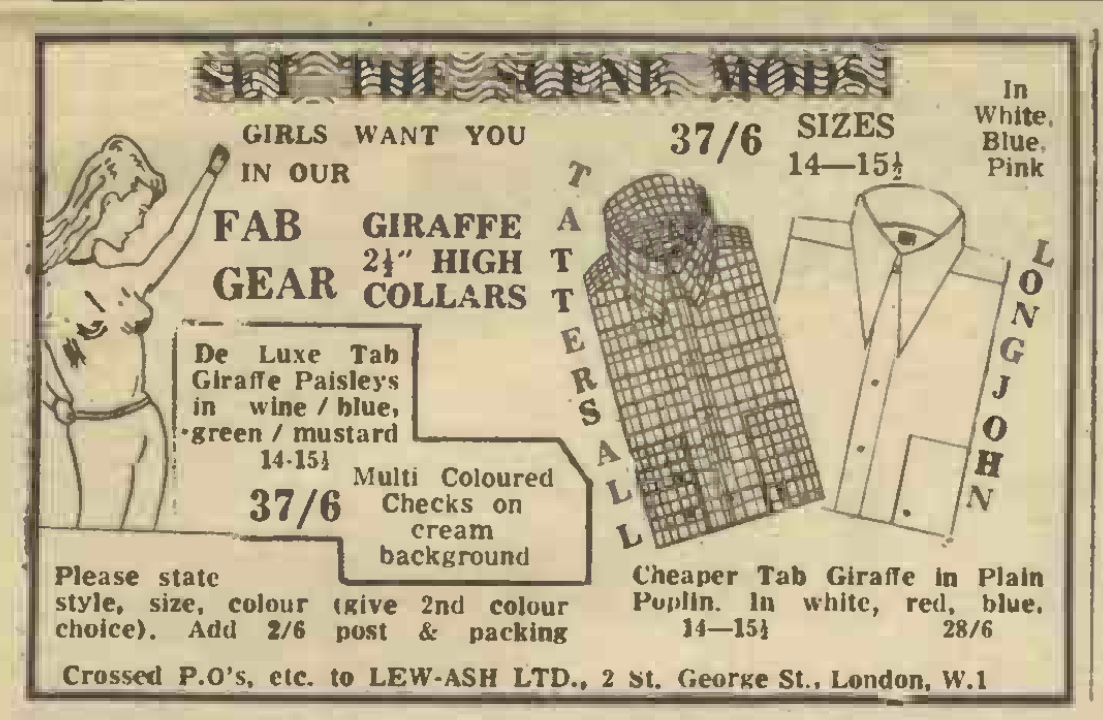 SET THE SCENE MODS
GIRLS WANT YOU
IN OUR
FAB
GEAR
GIRAFFE
2¼" HIGH
COLLARS
37/6
SIZES
14—15½
In
White,
Blue,
Pink
TATTERSALL
LONGJOHN
De Luxe Tab
Giraffe Paisleys
in wine / blue,
green / mustard
14-15½
37/6
Multi Coloured
Checks on
cream
background
Please state
style, size, colour (give 2nd colour
choice). Add 2/6 post & packing
Cheaper Tab Giraffe in Plain
Poplin. In white, red, blue.
14—15½ 28/6
Crossed P.O's, etc. to LEW-ASH LTD., 2 St. George St., London, W.1